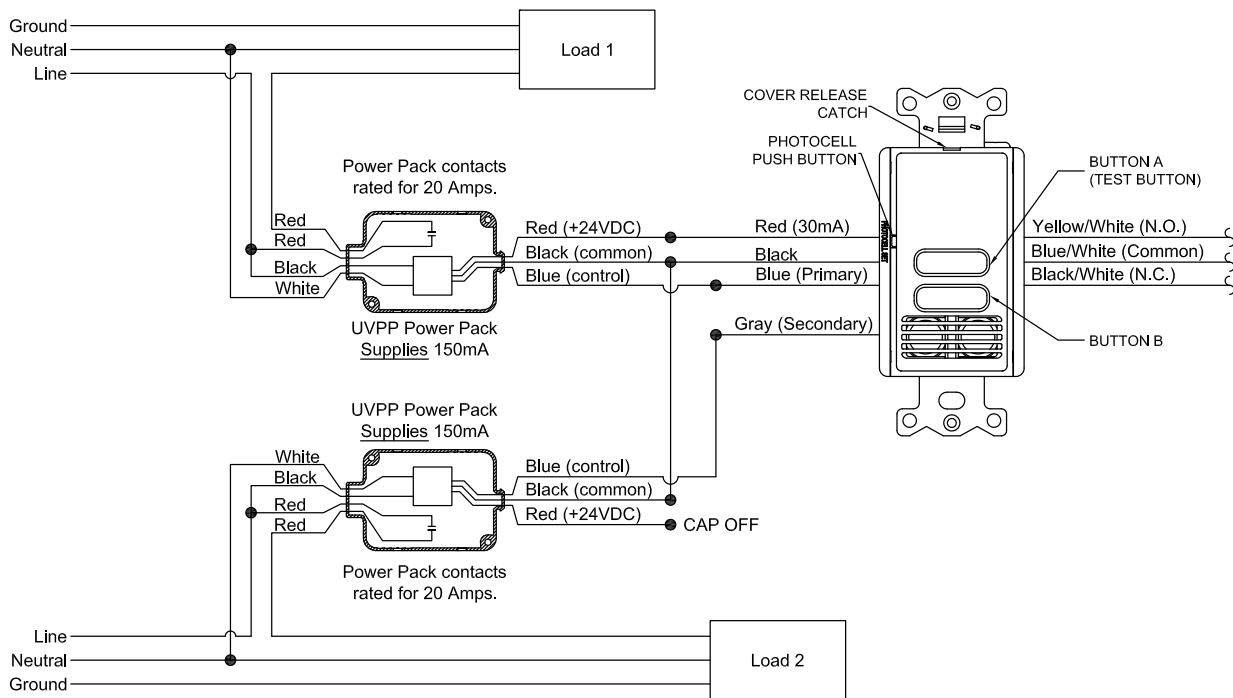 Ground
Neutral
Line
Load 1
Power Pack contacts
rated for 20 Amps.
Red
Red
Black
White
UVPP Power Pack
Supplies 150mA
Red (+24VDC)
Black (common)
Blue (control)
Red (30mA)
Black
Blue (Primary)
Gray (Secondary)
COVER RELEASE
CATCH
PHOTOCELL
PUSH BUTTON
PHOTOCELL SET
BUTTON A
(TEST BUTTON)
Yellow/White (N.O.)
Blue/White (Common)
Black/White (N.C.)
BUTTON B
UVPP Power Pack
Supplies 150mA
White
Black
Red
Red
Blue (control)
Black (common)
Red (+24VDC)
CAP OFF
Power Pack contacts
rated for 20 Amps.
Line
Neutral
Ground
Load 2